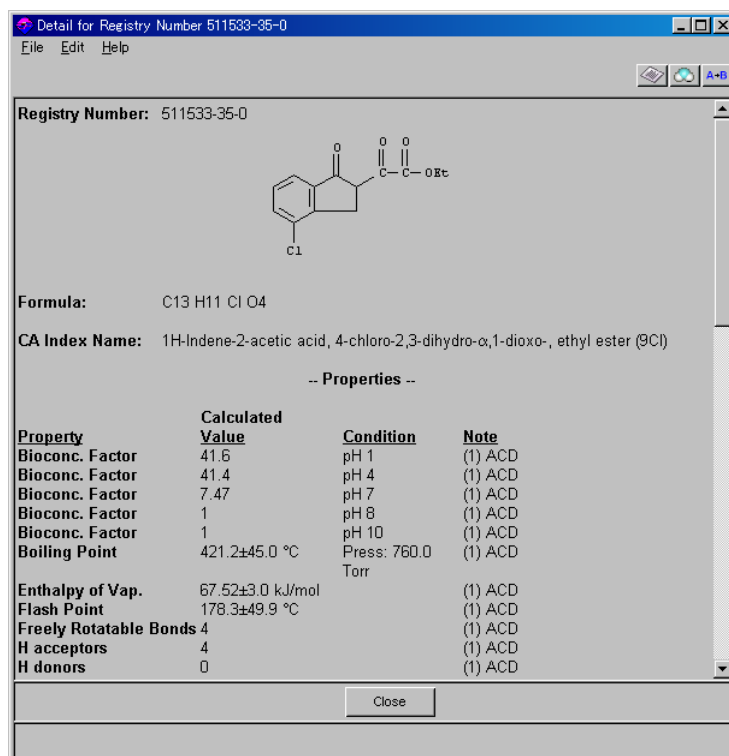 Detail for Registry Number 511533-35-0
File Edit Help
A→B
Registry Number: 511533-35-0
O O O
C—C—OEt
Cl
Formula: C13 H11 Cl O4
CA Index Name: 1H-Indene-2-acetic acid, 4-chloro-2,3-dihydro-α,1-dioxo-, ethyl ester (9CI)
-- Properties --
Calculated
Property Value Condition Note
Bioconc. Factor 41.6 pH 1 (1) ACD
Bioconc. Factor 41.4 pH 4 (1) ACD
Bioconc. Factor 7.47 pH 7 (1) ACD
Bioconc. Factor 1 pH 8 (1) ACD
Bioconc. Factor 1 pH 10 (1) ACD
Boiling Point 421.2±45.0 °C Press: 760.0 (1) ACD
Torr
Enthalpy of Vap. 67.52±3.0 kJ/mol (1) ACD
Flash Point 178.3±49.9 °C (1) ACD
Freely Rotatable Bonds 4 (1) ACD
H acceptors 4 (1) ACD
H donors 0 (1) ACD
Close